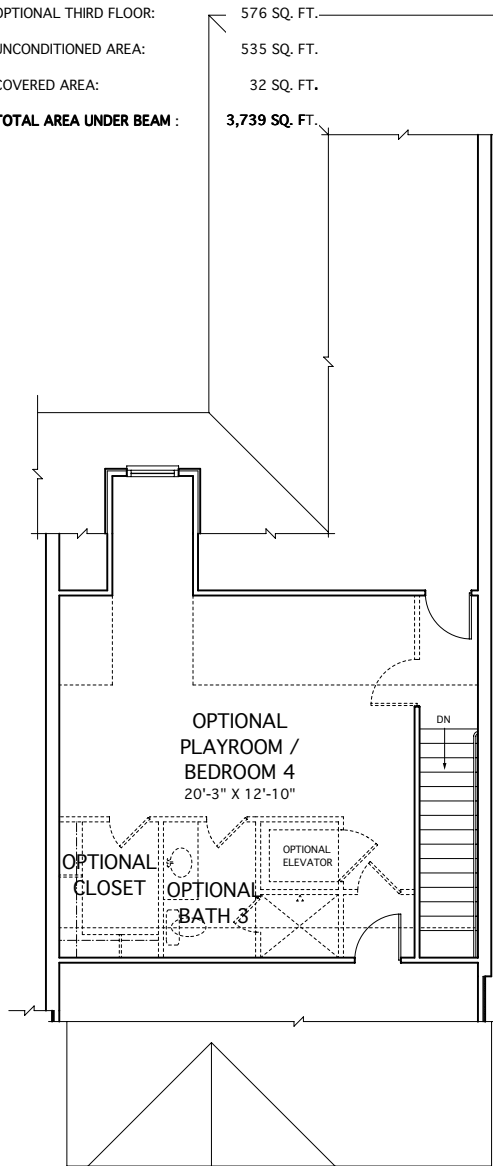 OPTIONAL THIRD FLOOR: 576 SQ. FT.
UNCONDITIONED AREA: 535 SQ. FT.
COVERED AREA: 32 SQ. FT.
TOTAL AREA UNDER BEAM : 3,739 SQ. FT.
OPTIONAL
PLAYROOM /
BEDROOM 4
20'-3" X 12'-10"
DN
OPTIONAL
ELEVATOR
OPTIONAL
CLOSET
OPTIONAL
BATH 3